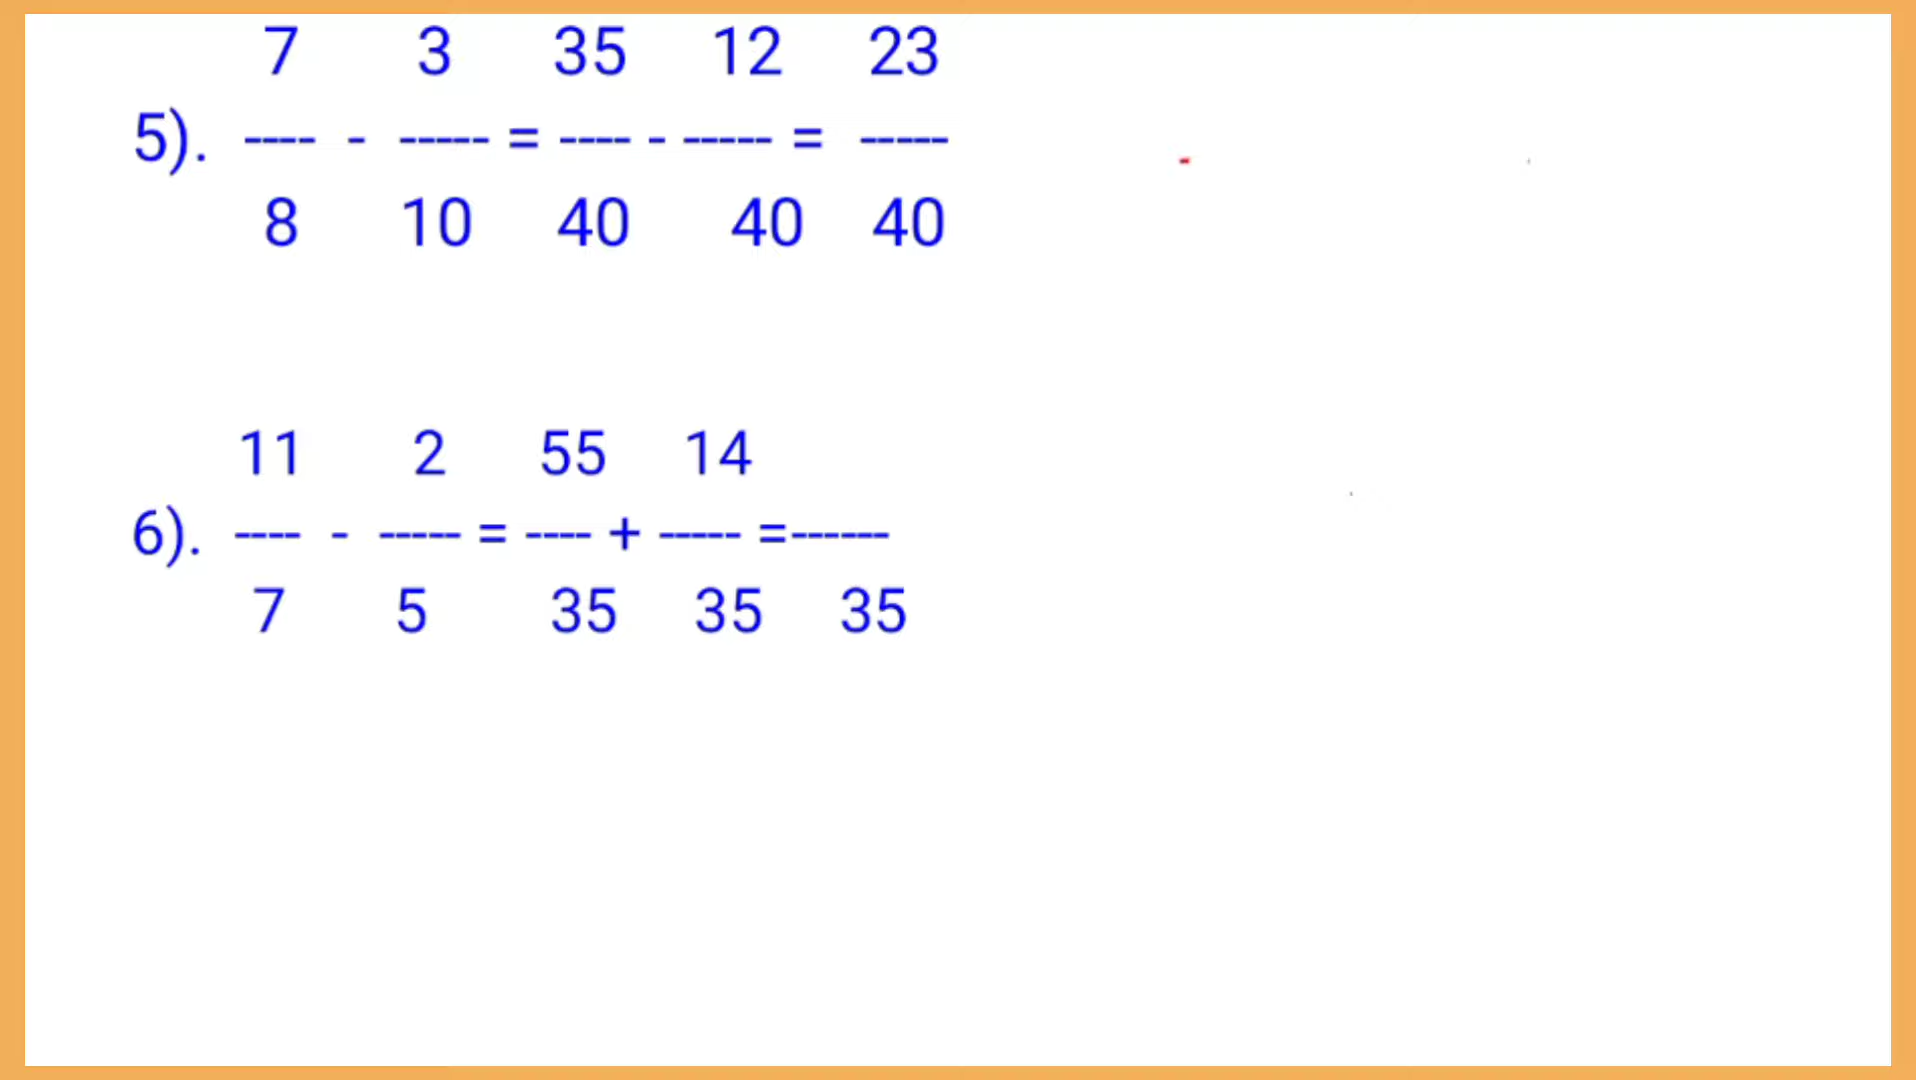 7 3 35 12 23
5). ---- - ----- = ---- - ----- = -----
8 10 40 40 40
11 2 55 14
6). ---- - ----- = ---- + ----- =------
7 5 35 35 35